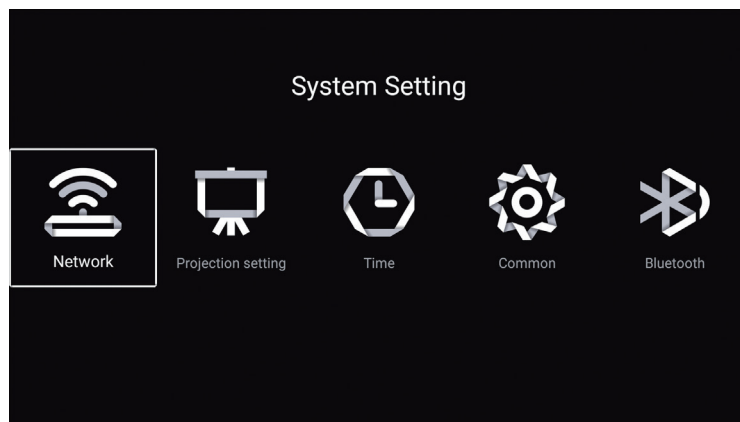 System Setting
Network
Projection setting
Time
Common
Bluetooth